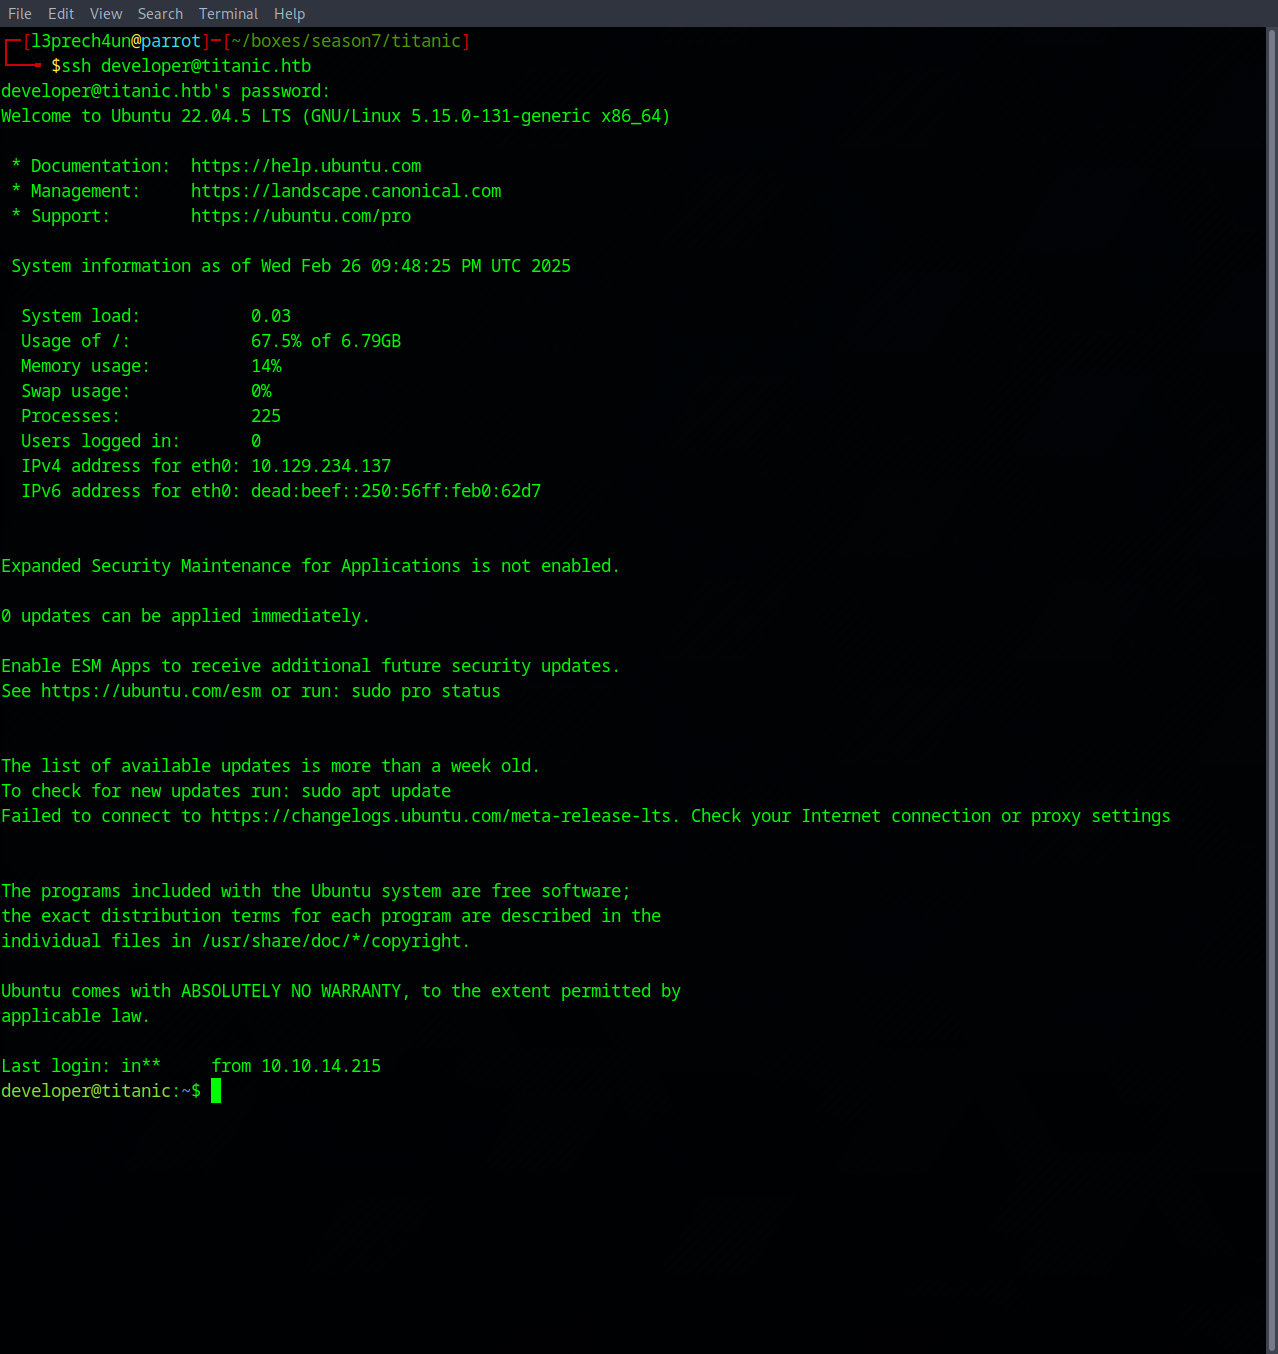 File Edit View Search Terminal Help
┌─[l3prech4un@parrot]─[~/boxes/season7/titanic]
└──╼ $ssh developer@titanic.htb
developer@titanic.htb's password:
Welcome to Ubuntu 22.04.5 LTS (GNU/Linux 5.15.0-131-generic x86_64)
* Documentation:  https://help.ubuntu.com
* Management:     https://landscape.canonical.com
* Support:        https://ubuntu.com/pro
System information as of Wed Feb 26 09:48:25 PM UTC 2025
System load:           0.03
Usage of /:            67.5% of 6.79GB
Memory usage:          14%
Swap usage:            0%
Processes:             225
Users logged in:       0
IPv4 address for eth0: 10.129.234.137
IPv6 address for eth0: dead:beef::250:56ff:feb0:62d7
Expanded Security Maintenance for Applications is not enabled.
0 updates can be applied immediately.
Enable ESM Apps to receive additional future security updates.
See https://ubuntu.com/esm or run: sudo pro status
The list of available updates is more than a week old.
To check for new updates run: sudo apt update
Failed to connect to https://changelogs.ubuntu.com/meta-release-lts. Check your Internet connection or proxy settings
The programs included with the Ubuntu system are free software;
the exact distribution terms for each program are described in the
individual files in /usr/share/doc/*/copyright.
Ubuntu comes with ABSOLUTELY NO WARRANTY, to the extent permitted by
applicable law.
Last login: in**     from 10.10.14.215
developer@titanic:~$